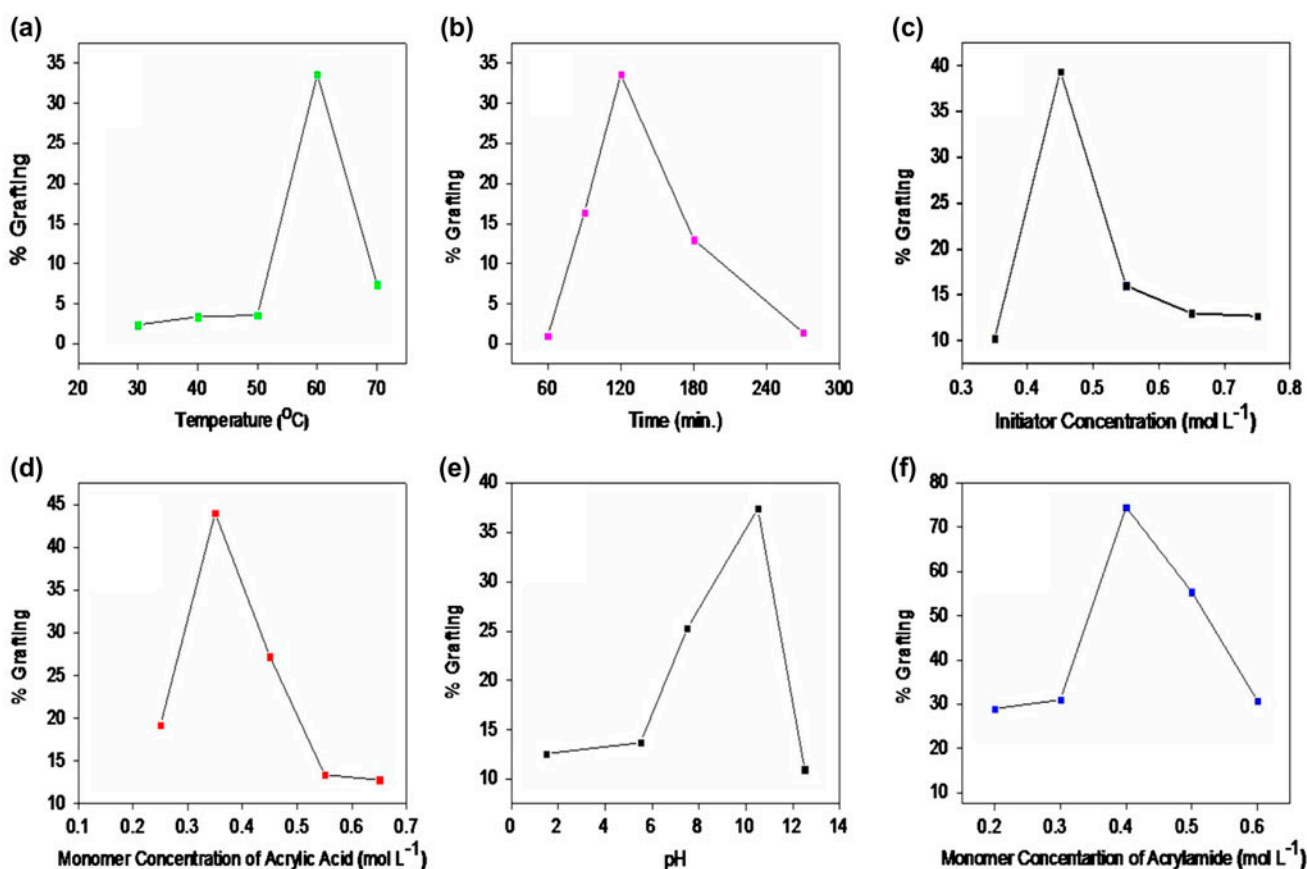 (a)
35
30
25
20
15
10
5
0
% Grafting
20 30 40 50 60 70
Temperature (⁰C)
(b)
35
30
25
20
15
10
5
0
% Grafting
60 120 180 240 300
Time (min.)
(c)
40
35
30
25
20
15
10
% Grafting
0.3 0.4 0.5 0.6 0.7 0.8
Initiator Concentration (mol L⁻¹)
(d)
45
40
35
30
25
20
15
10
% Grafting
0.1 0.2 0.3 0.4 0.5 0.6 0.7
Monomer Concentration of Acrylic Acid (mol L⁻¹)
(e)
40
35
30
25
20
15
10
% Grafting
0 2 4 6 8 10 12 14
pH
(f)
80
70
60
50
40
30
20
10
% Grafting
0.2 0.3 0.4 0.5 0.6
Monomer Concentartion of Acrylamide (mol L⁻¹)